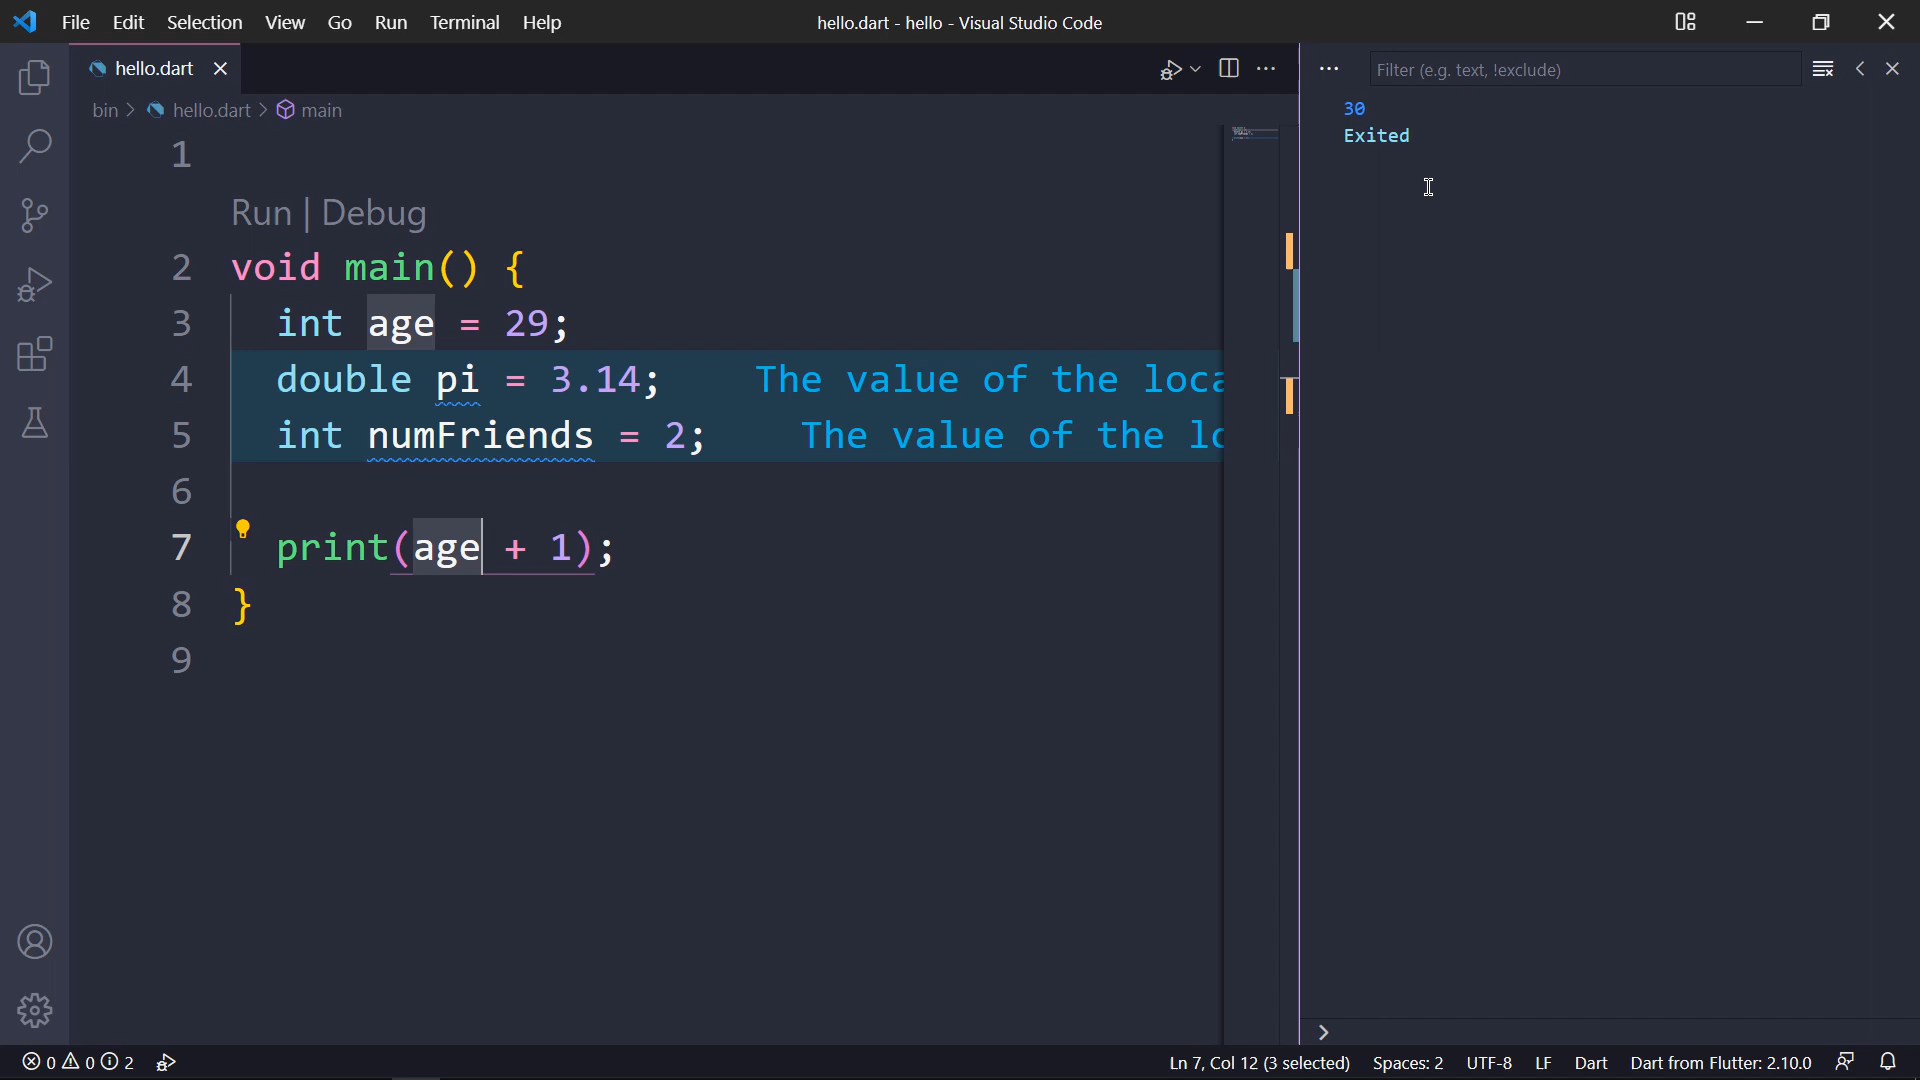 File Edit Selection View Go Run Terminal Help hello.dart - hello - Visual Studio Code
hello.dart
Filter (e.g. text, !exclude)
bin > hello.dart > main
30
Exited
1
Run | Debug
2 void main() {
3 int age = 29;
4 double pi = 3.14; The value of the loca
5 int numFriends = 2; The value of the lo
6
7 print(age + 1);
8 }
9
0 0 2 Ln 7, Col 12 (3 selected) Spaces: 2 UTF-8 LF Dart Dart from Flutter: 2.10.0